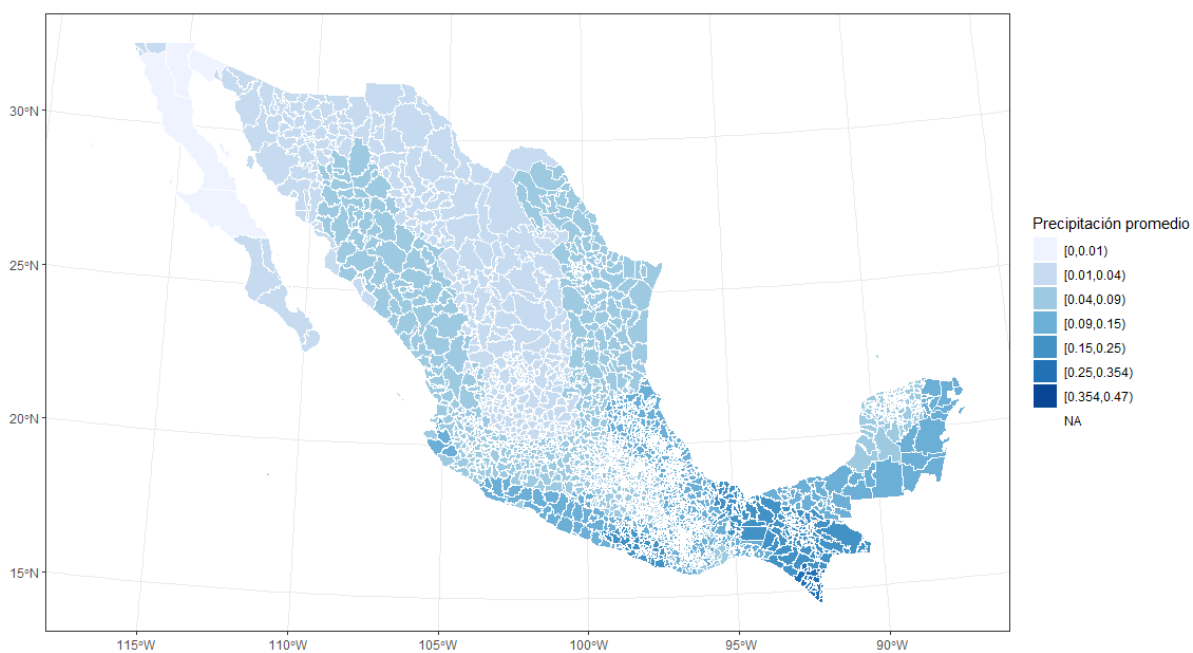 Precipitación promedio
[0,0.01)
[0.01,0.04)
[0.04,0.09)
[0.09,0.15)
[0.15,0.25)
[0.25,0.354)
[0.354,0.47)
NA
30°N
25°N
20°N
15°N
115°W 110°W 105°W 100°W 95°W 90°W